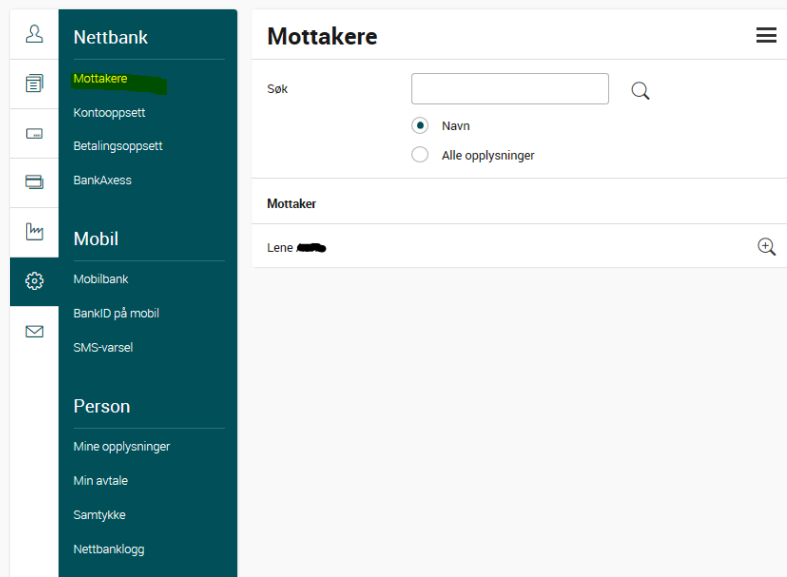 Nettbank
Mottakere
Kontooppsett
Betalingsoppsett
BankAxess
Mobil
Mobilbank
BankID på mobil
SMS-varsel
Person
Mine opplysninger
Min avtale
Samtykke
Nettbanklogg
Mottakere
Søk
Navn
Alle opplysninger
Mottaker
Lene